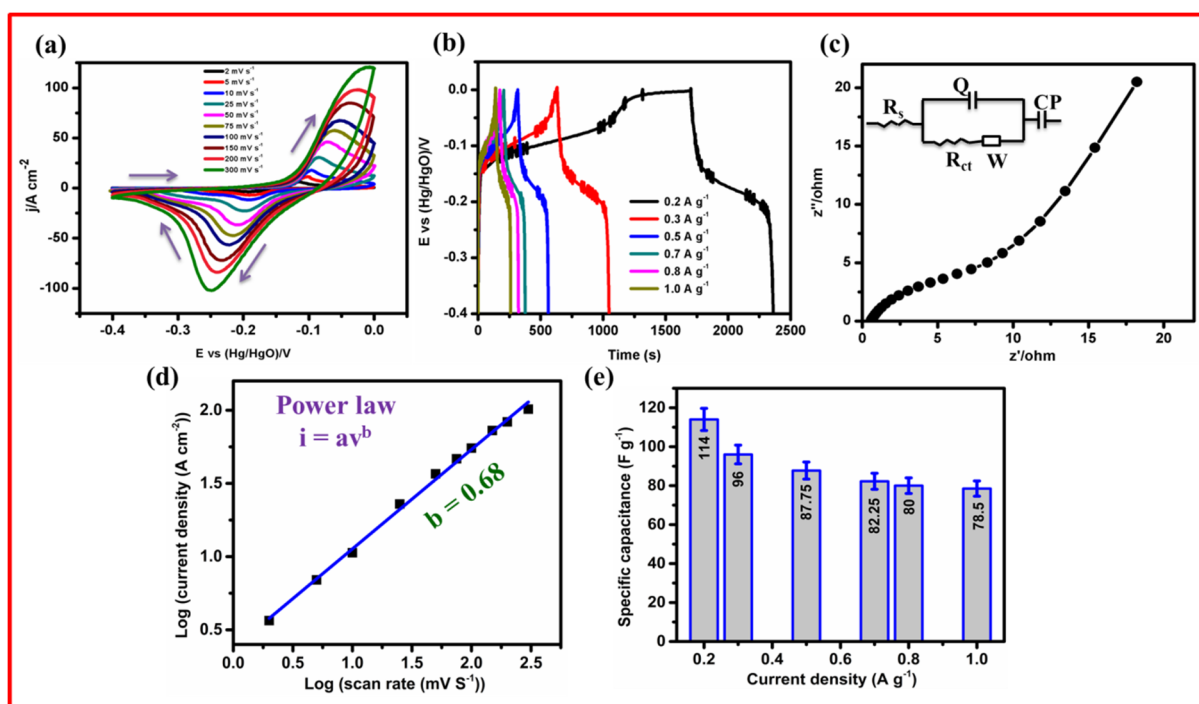 (a)
2 mV s⁻¹
5 mV s⁻¹
10 mV s⁻¹
25 mV s⁻¹
50 mV s⁻¹
75 mV s⁻¹
100 mV s⁻¹
150 mV s⁻¹
200 mV s⁻¹
300 mV s⁻¹
100
50
0
-50
-100
j/A cm⁻²
-0.4
-0.3
-0.2
-0.1
0.0
E vs (Hg/HgO)/V
(b)
0.0
-0.1
-0.2
-0.3
-0.4
E vs (Hg/HgO)/V
0.2 A g⁻¹
0.3 A g⁻¹
0.5 A g⁻¹
0.7 A g⁻¹
0.8 A g⁻¹
1.0 A g⁻¹
0
500
1000
1500
2000
2500
Time (s)
(c)
20
15
10
5
0
z''/ohm
Rs
Q
CP
Rct
W
0
5
10
15
20
z'/ohm
(d)
Power law
i = avᵇ
b = 0.68
2.0
1.5
1.0
0.5
Log (current density (A cm⁻²))
0.0
0.5
1.0
1.5
2.0
2.5
Log (scan rate (mV S⁻¹))
(e)
120
100
80
60
40
20
0
Specific capacitance (F g⁻¹)
114
96
87.75
82.25
80
78.5
0.2
0.4
0.6
0.8
1.0
Current density (A g⁻¹)